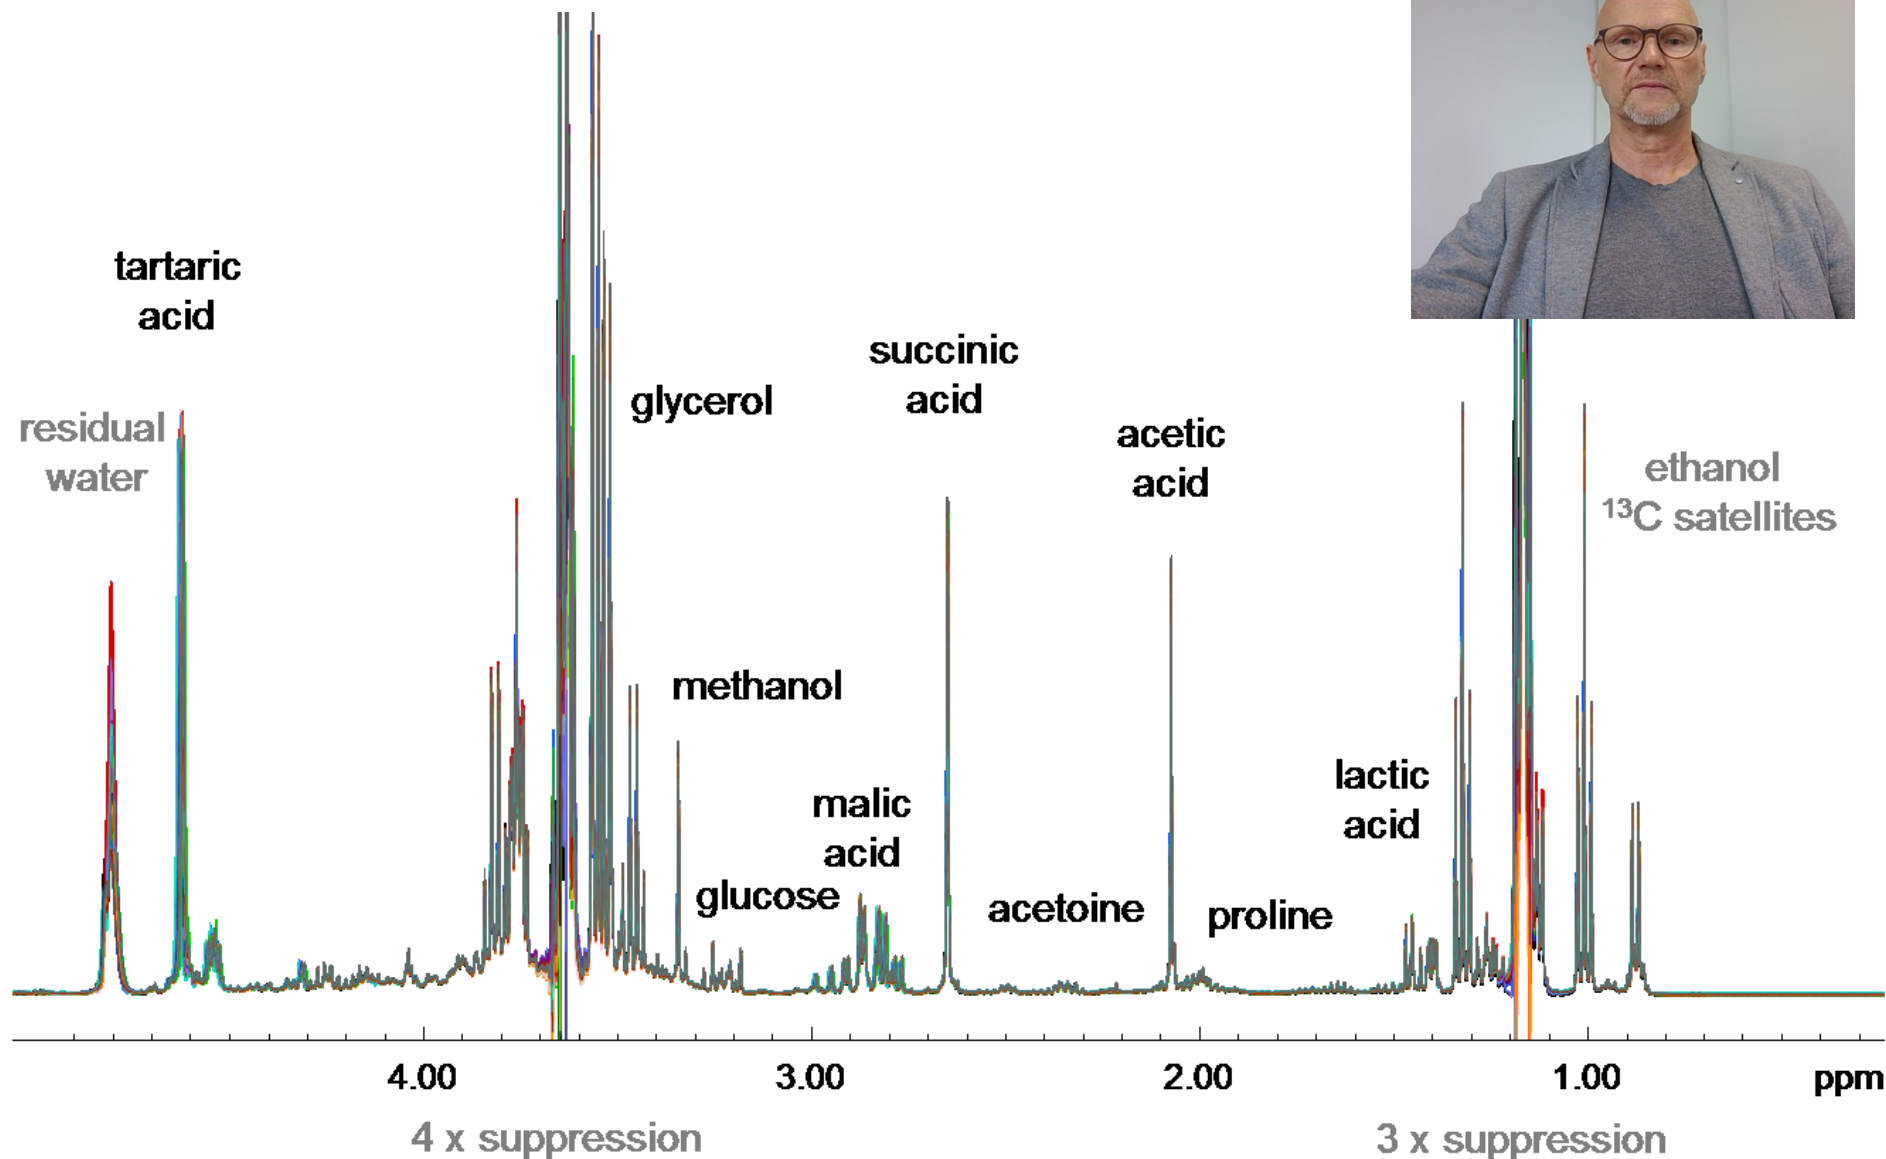 tartaric
acid
residual
water
glycerol
succinic
acid
acetic
acid
ethanol
¹³C satellites
methanol
malic
acid
glucose
acetoine
proline
lactic
acid
4.00 3.00 2.00 1.00 ppm
4 x suppression 3 x suppression